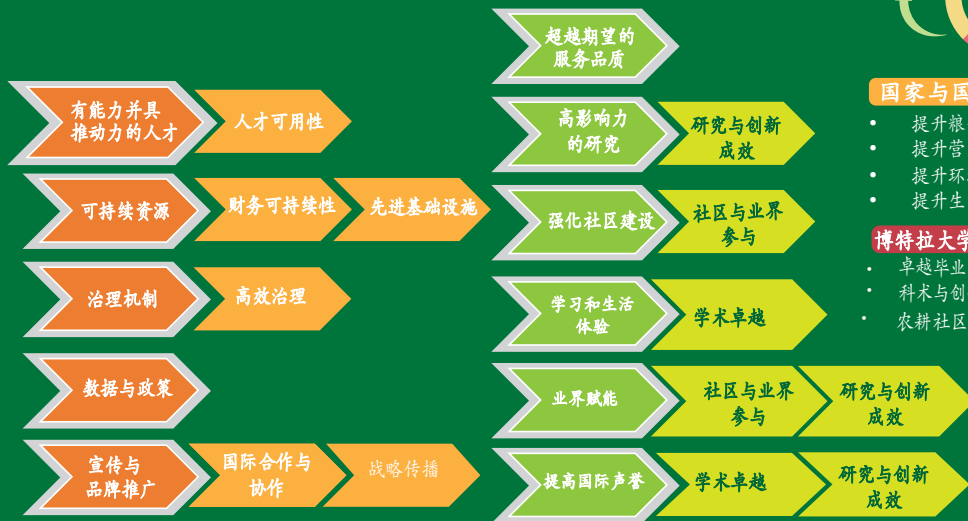 有能力并具
推动力的人才
人才可用性
可持续资源
财务可持续性
先进基础设施
治理机制
高效治理
数据与政策
宣传与
品牌推广
国际合作与
协作
战略传播
超越期望的
服务品质
高影响力
的研究
研究与创新
成效
强化社区建设
社区与业界
参与
学习和生活
体验
学术卓越
业界赋能
社区与业界
参与
研究与创新
成效
提高国际声誉
学术卓越
研究与创新
成效
国家与国
• 提升粮
• 提升营
• 提升环
• 提升生
博特拉大学
• 卓越毕业
• 科术与创
• 农耕社区